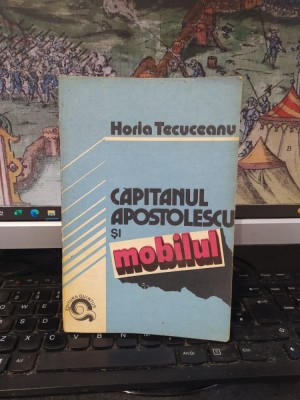 Horia Tecuceanu
CAPITANUL
APOSTOLESCU
ȘI
mobilul